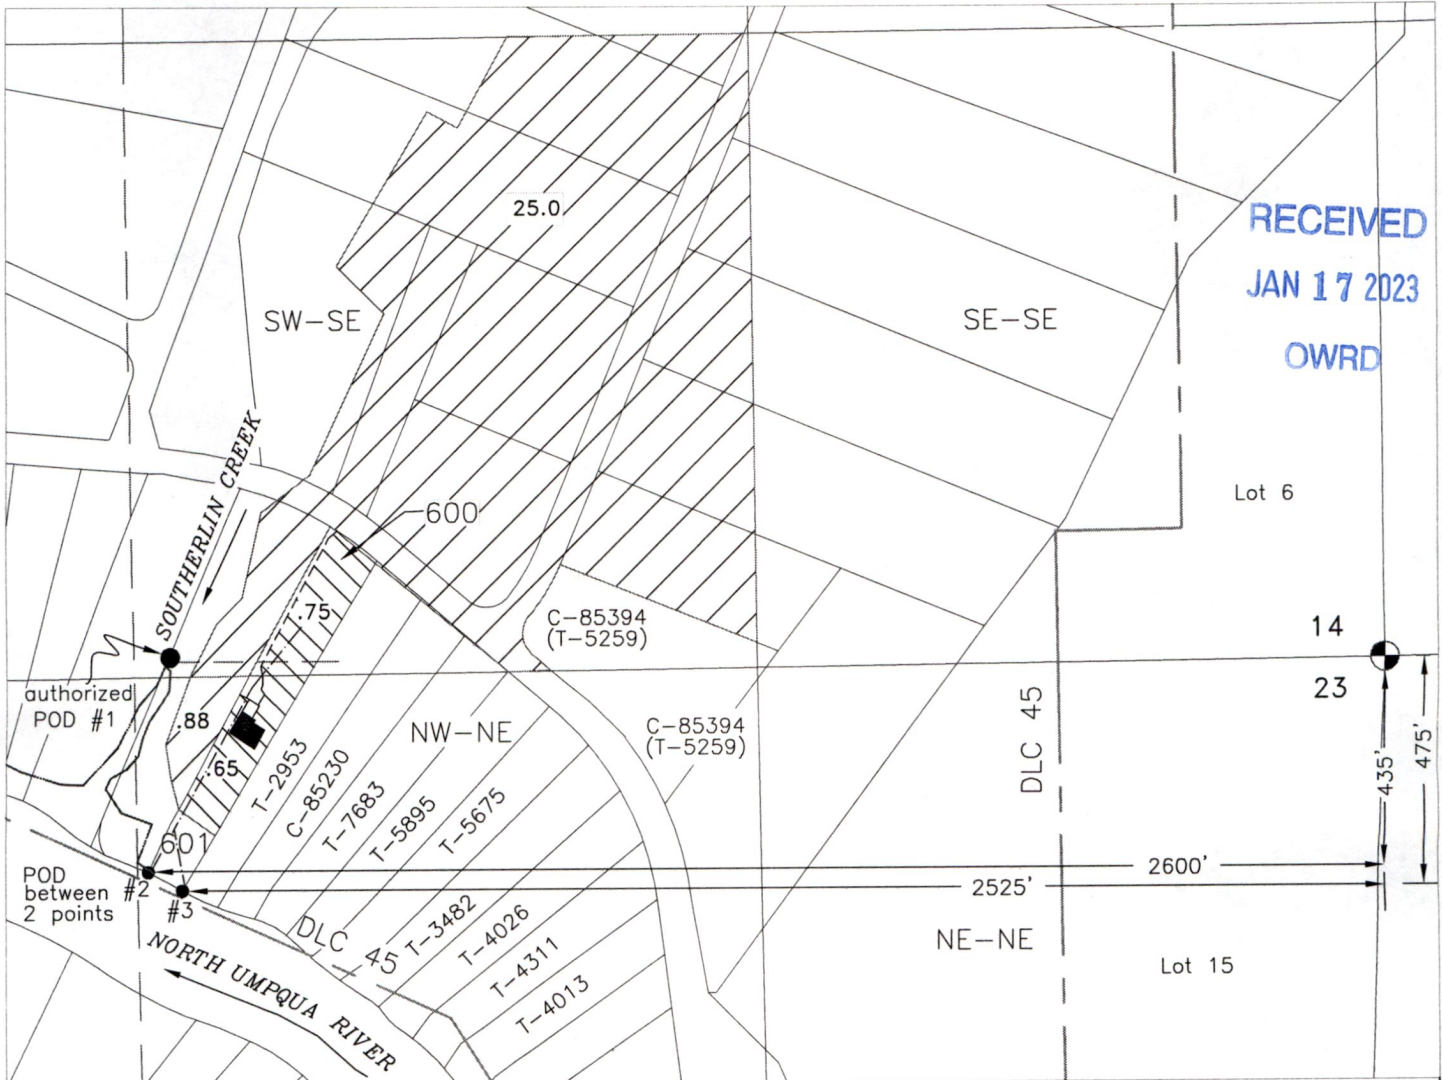 25.0
RECEIVED
JAN 17 2023
OWRD
SW-SE
SE-SE
SOUTHERLIN CREEK
600
Lot 6
.75
C-85394
(T-5259)
14
23
authorized
POD #1
.88
NW-NE
C-85394
(T-5259)
DLC 45
435'
475'
.65
T-2953
C-85230
T-7683
T-5895
T-5675
601
POD
between
2 points
#2
#3
2600'
2525'
DLC 45
T-3482
T-4026
T-4311
T-4013
NE-NE
Lot 15
NORTH UMPQUA RIVER